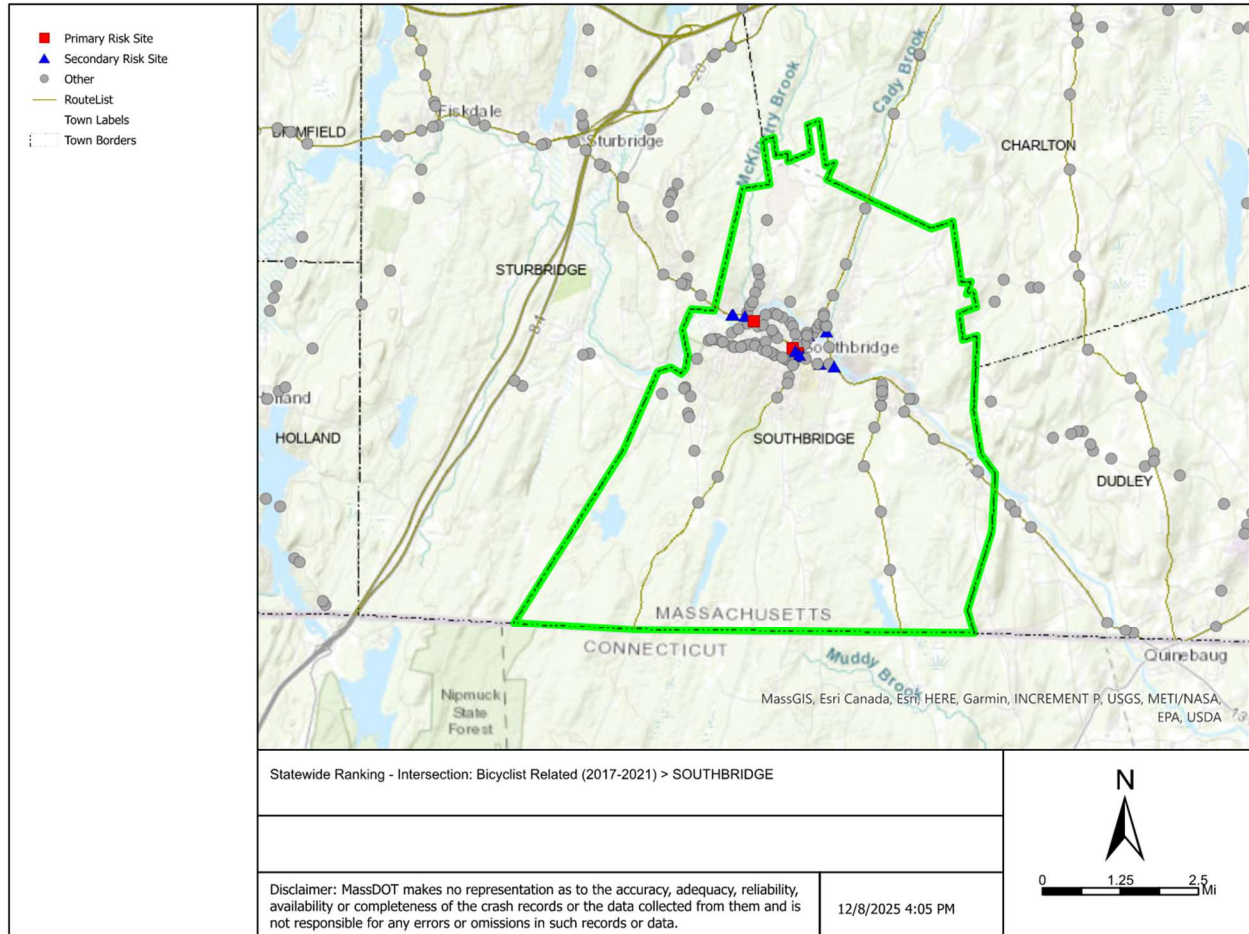 Primary Risk Site
Secondary Risk Site
Other
RouteList
Town Labels
Town Borders
McKinstry Brook
Cady Brook
20
Fiskdale
Sturbridge
CHARLTON
STURBRIDGE
84
Southbridge
HOLLAND
SOUTHBRIDGE
DUDLEY
MASSACHUSETTS
CONNECTICUT
Muddy Brook
Quinebaug
Nipmuck
State
Forest
MassGIS, Esri Canada, Esri, HERE, Garmin, INCREMENT P, USGS, METI/NASA,
EPA, USDA
Statewide Ranking - Intersection: Bicyclist Related (2017-2021) > SOUTHBRIDGE
N
0 1.25 2.5
Mi
Disclaimer: MassDOT makes no representation as to the accuracy, adequacy, reliability,
availability or completeness of the crash records or the data collected from them and is
not responsible for any errors or omissions in such records or data.
12/8/2025 4:05 PM